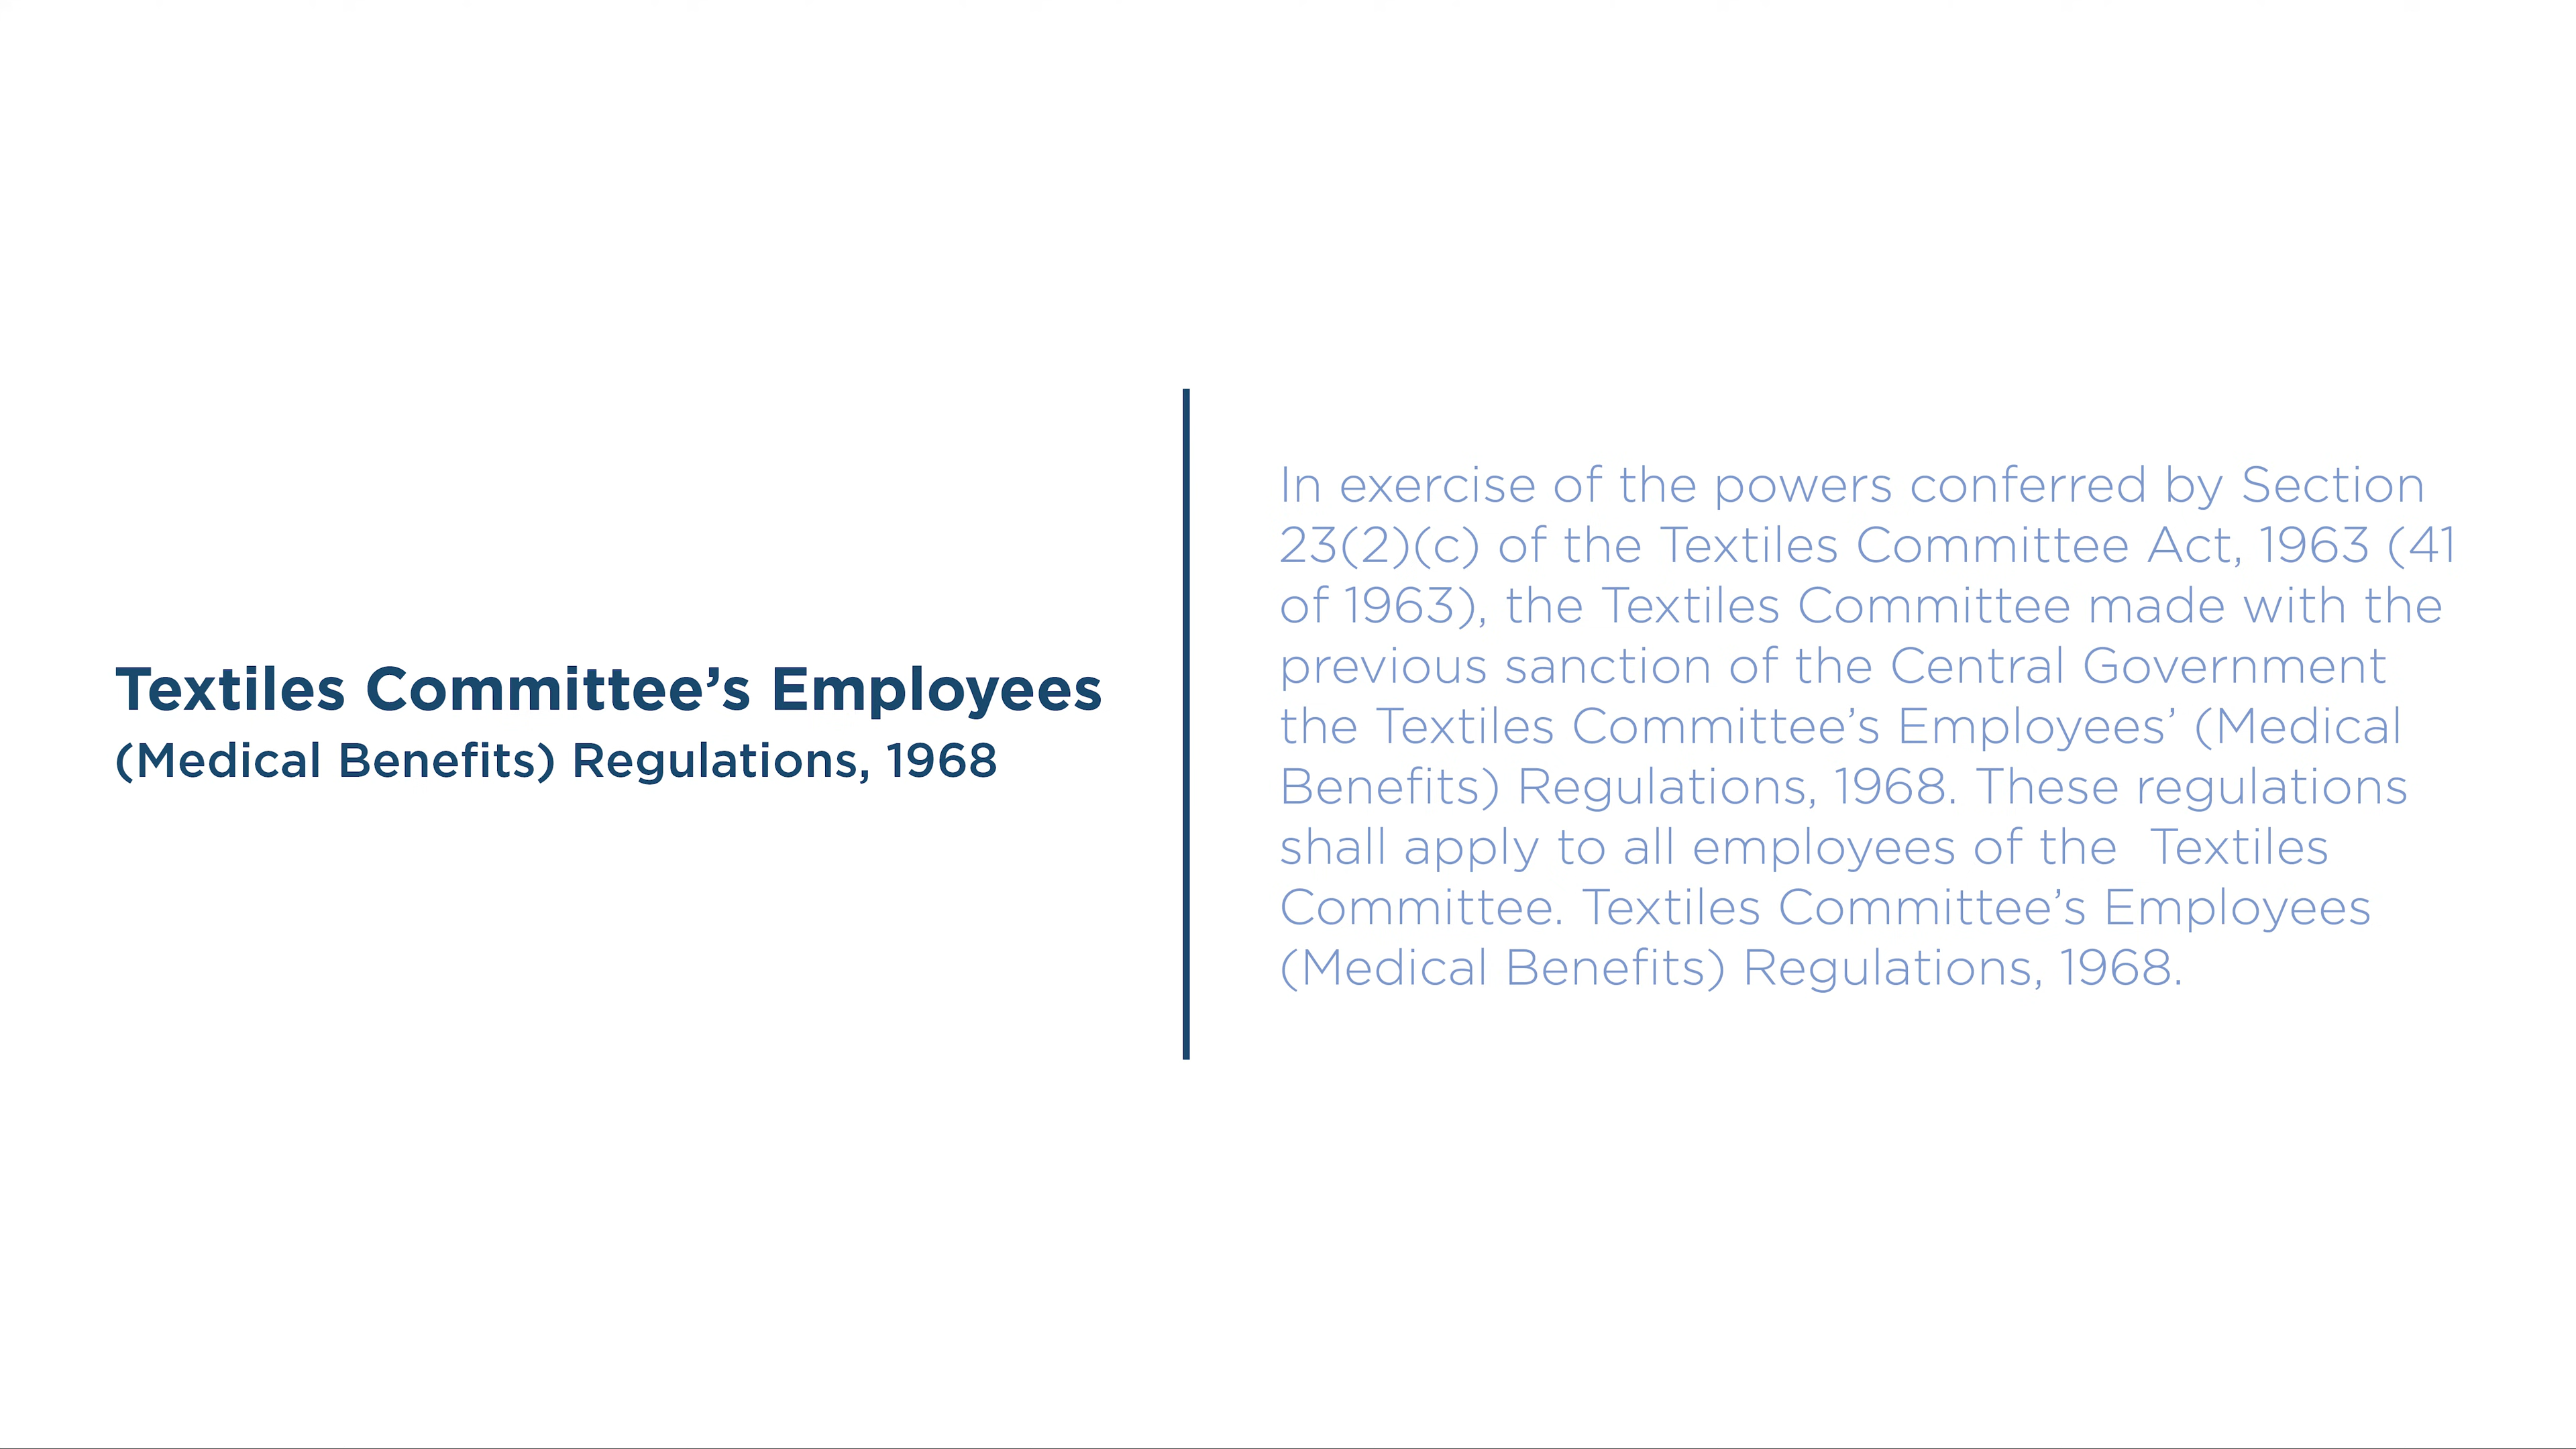 Textiles Committee’s Employees
(Medical Benefits) Regulations, 1968
In exercise of the powers conferred by Section
23(2)(c) of the Textiles Committee Act, 1963 (41
of 1963), the Textiles Committee made with the
previous sanction of the Central Government
the Textiles Committee’s Employees’ (Medical
Benefits) Regulations, 1968. These regulations
shall apply to all employees of the  Textiles
Committee. Textiles Committee’s Employees
(Medical Benefits) Regulations, 1968.